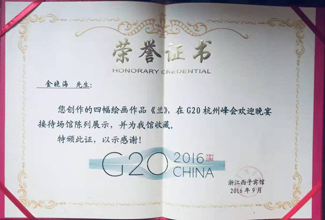 荣誉证书
HONORARY CREDENTIAL
金晓海 先生：
您创作的四幅绘画作品《兰》，在G20杭州峰会欢迎晚宴
接待场馆陈列展示，并为我馆收藏。
特颁此证，以示感谢！
G20 2016
CHINA
浙江西子宾馆
2016年9月